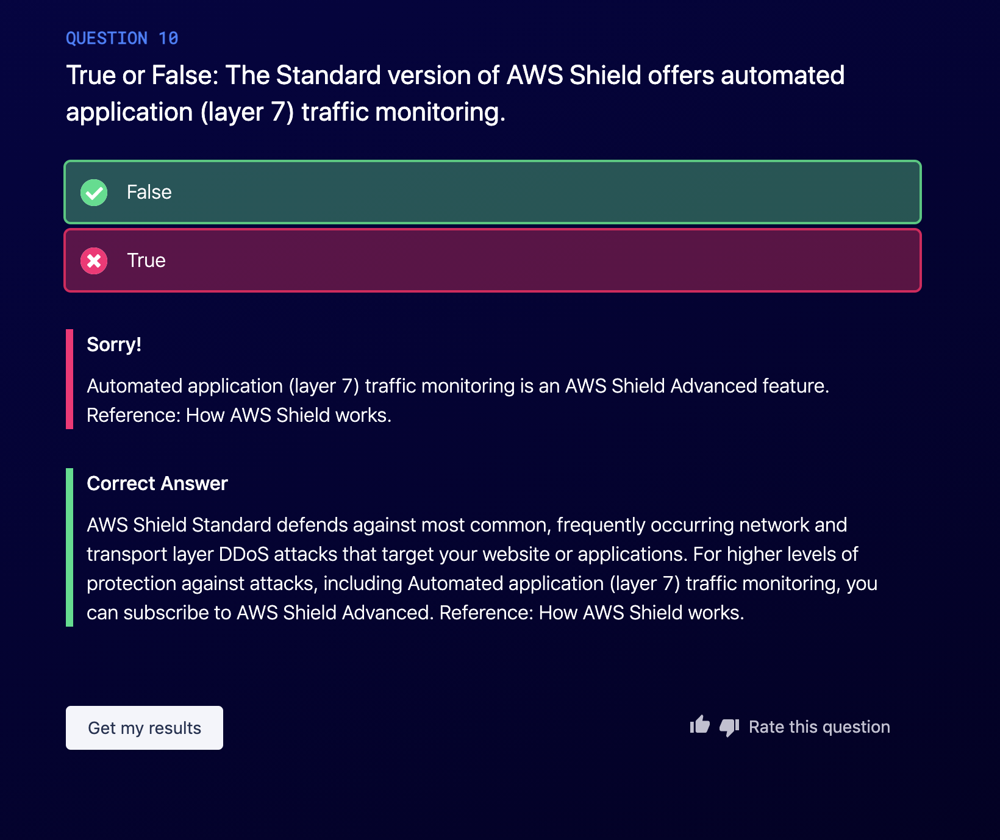 QUESTION 10
True or False: The Standard version of AWS Shield offers automated
application (layer 7) traffic monitoring.
False
True
Sorry!
Automated application (layer 7) traffic monitoring is an AWS Shield Advanced feature.
Reference: How AWS Shield works.
Correct Answer
AWS Shield Standard defends against most common, frequently occurring network and
transport layer DDoS attacks that target your website or applications. For higher levels of
protection against attacks, including Automated application (layer 7) traffic monitoring, you
can subscribe to AWS Shield Advanced. Reference: How AWS Shield works.
Get my results
Rate this question